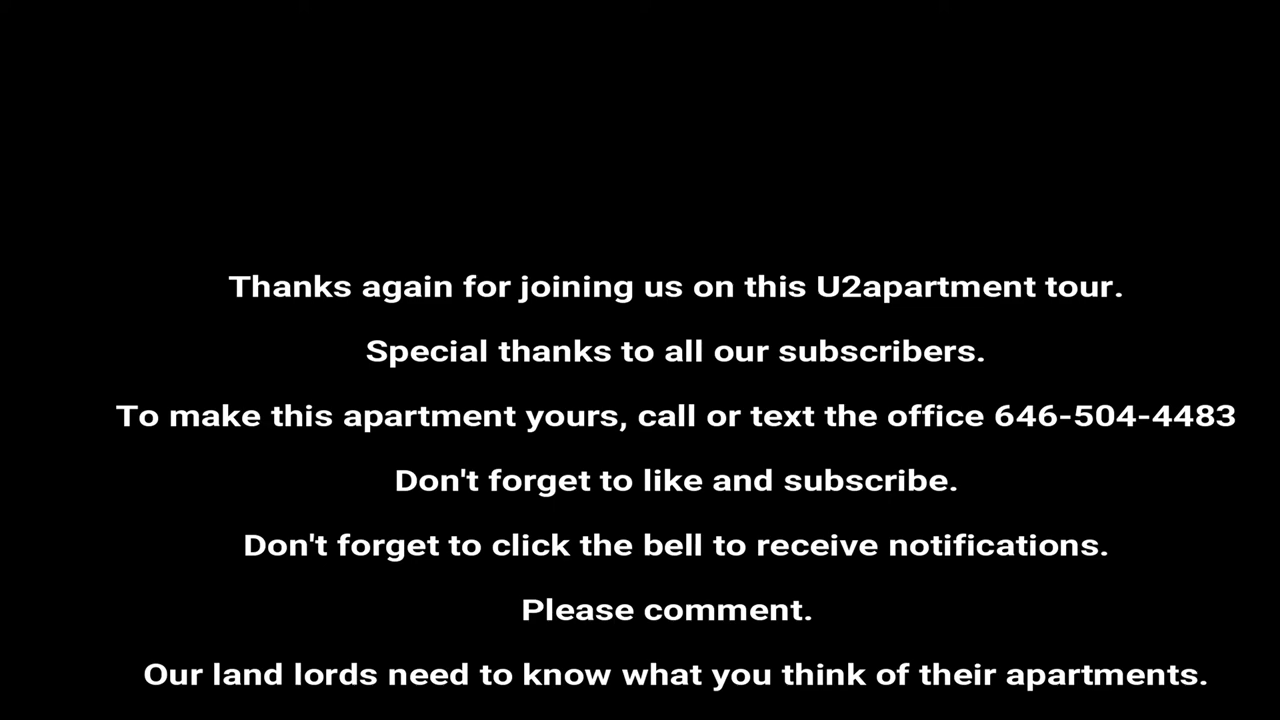 Thanks again for joining us on this U2apartment tour.
Special thanks to all our subscribers.
To make this apartment yours, call or text the office 646-504-4483
Don't forget to like and subscribe.
Don't forget to click the bell to receive notifications.
Please comment.
Our land lords need to know what you think of their apartments.